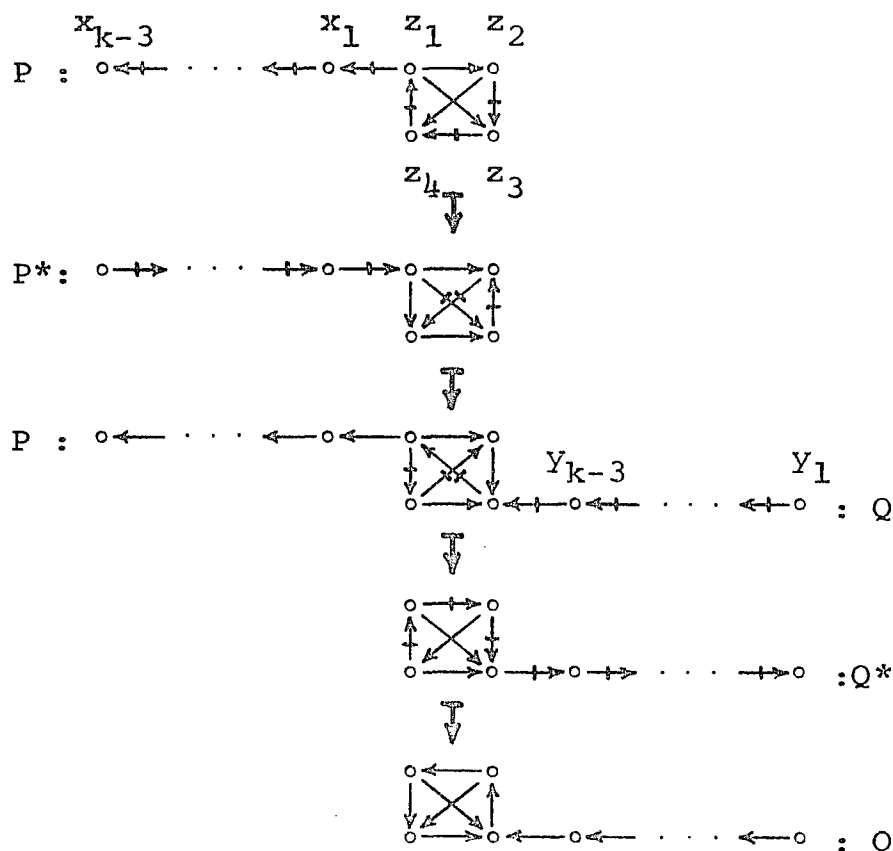 x_{k-3} x_1 z_1 z_2
P :
z_4 z_3
P*:
P :
y_{k-3} y_1
: Q
:Q*
: Q